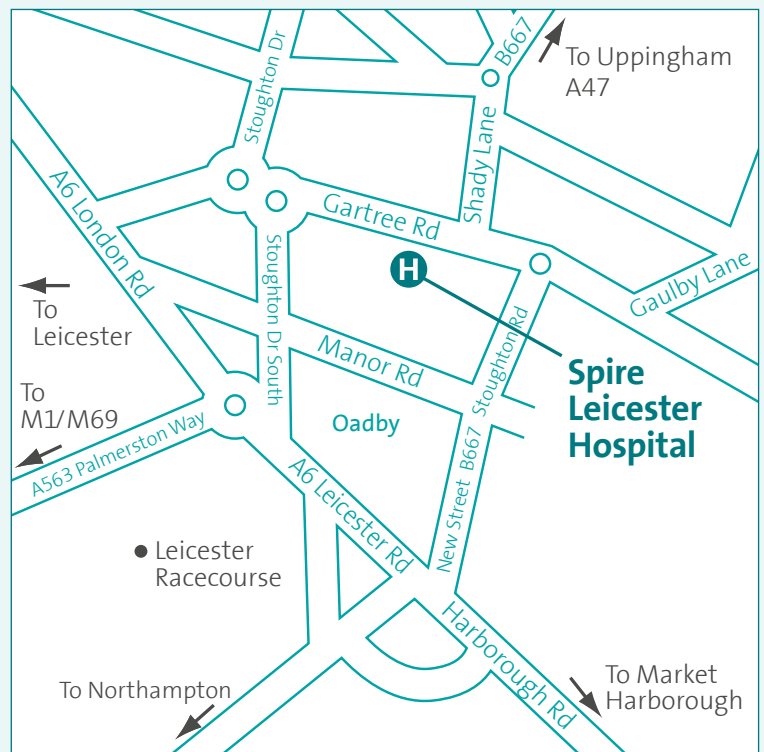 B667
To Uppingham
A47
Stoughton Dr
Shady Lane
A6 London Rd
Gartree Rd
Gaulby Lane
To
Leicester
Stoughton Dr South
H
Manor Rd
Stoughton Rd
Spire
Leicester
Hospital
To
M1/M69
Oadby
A563 Palmerston Way
A6 Leicester Rd
New Street B667
Leicester
Racecourse
Harborough Rd
To Market
Harborough
To Northampton